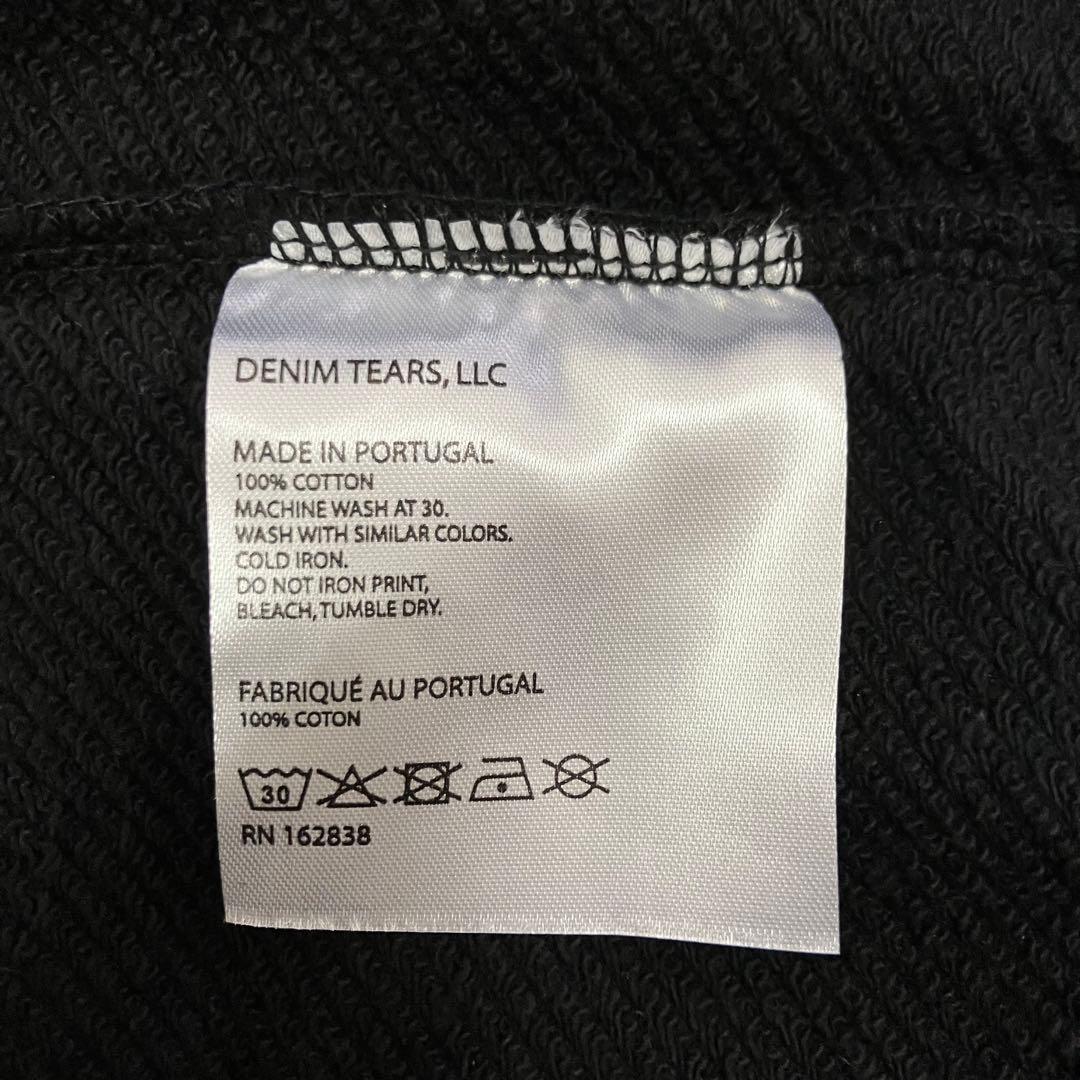 DENIM TEARS, LLC
MADE IN PORTUGAL
100% COTTON
MACHINE WASH AT 30.
WASH WITH SIMILAR COLORS.
COLD IRON.
DO NOT IRON PRINT,
BLEACH, TUMBLE DRY.
FABRIQUÉ AU PORTUGAL
100% COTON
30
RN 162838